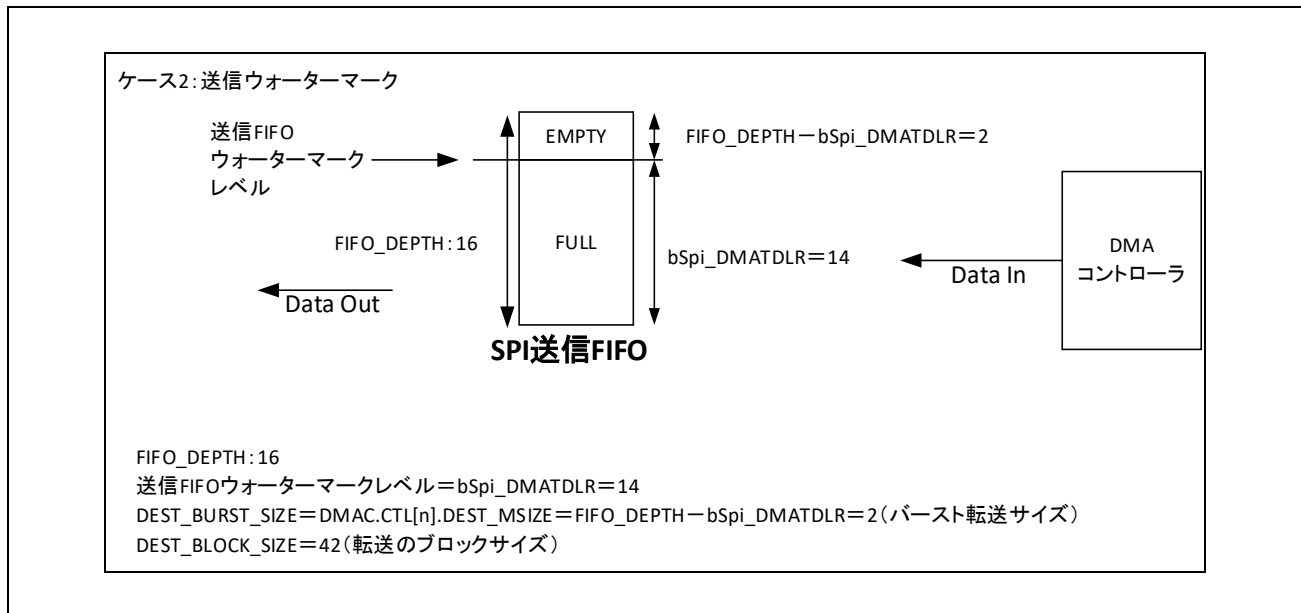 ケース2:送信ウォーターマーク
送信FIFO
ウォーターマーク
レベル
EMPTY
FIFO_DEPTH-bSpi_DMATDLR=2
FIFO_DEPTH:16
FULL
bSpi_DMATDLR=14
DMA
コントローラ
Data In
Data Out
SPI送信FIFO
FIFO_DEPTH:16
送信FIFOウォーターマークレベル=bSpi_DMATDLR=14
DEST_BURST_SIZE=DMAC.CTL[n].DEST_MSIZE=FIFO_DEPTH-bSpi_DMATDLR=2(バースト転送サイズ)
DEST_BLOCK_SIZE=42(転送のブロックサイズ)